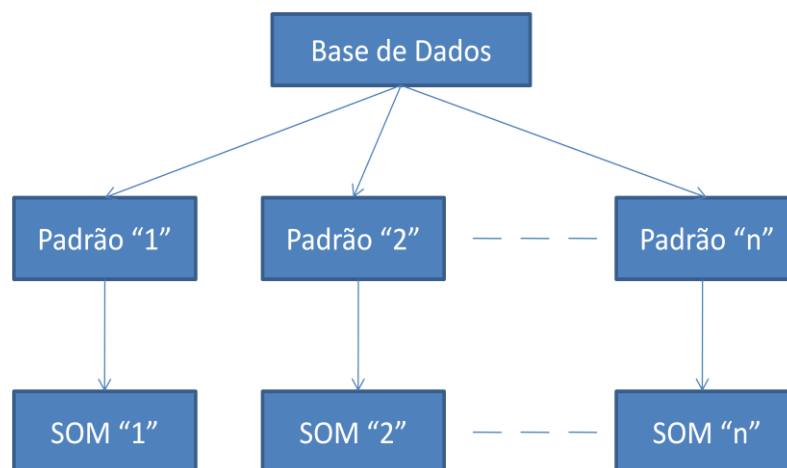 Base de Dados
Padrão “1”
Padrão “2”
Padrão “n”
SOM “1”
SOM “2”
SOM “n”